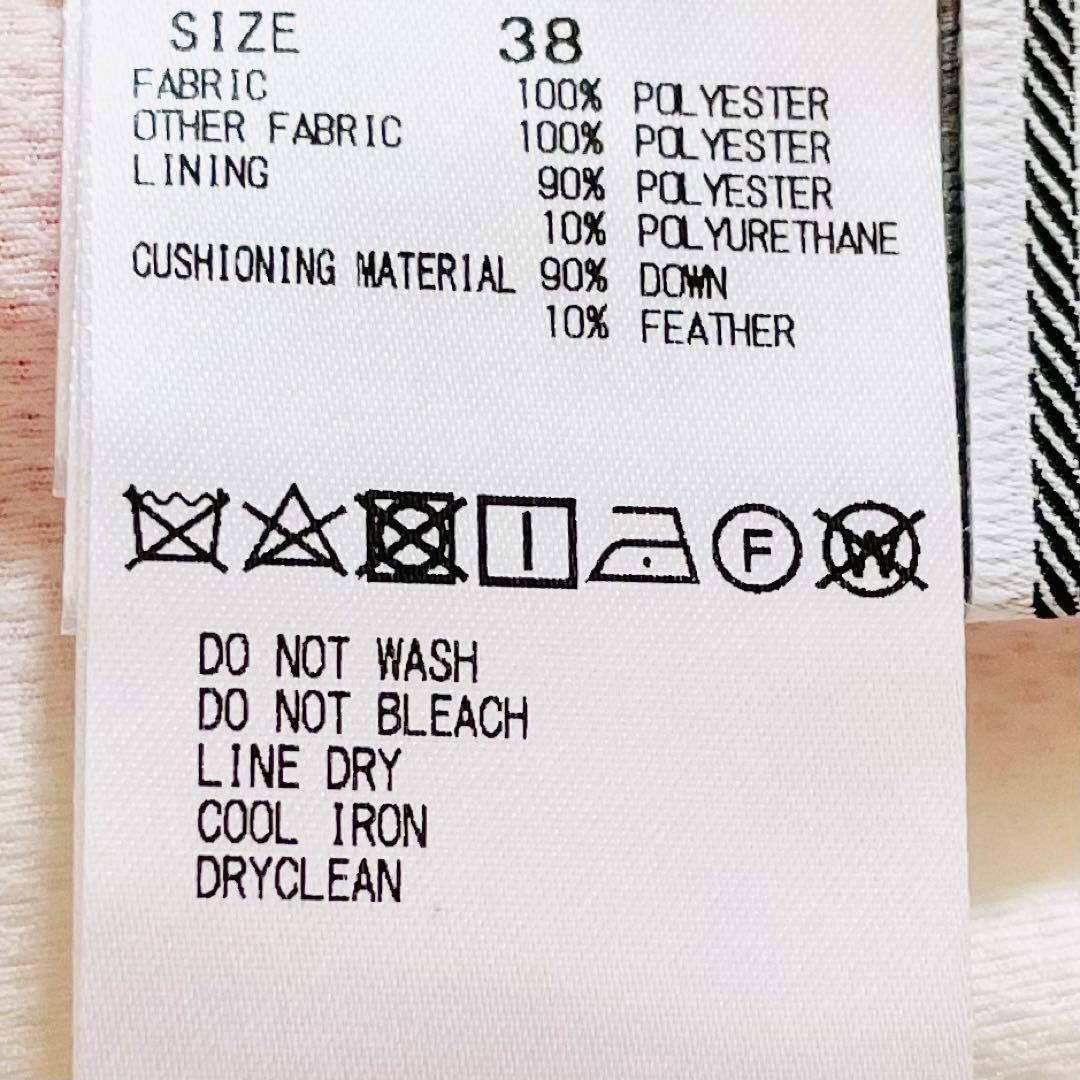 SIZE 38
FABRIC 100% POLYESTER
OTHER FABRIC 100% POLYESTER
LINING 90% POLYESTER
10% POLYURETHANE
CUSHIONING MATERIAL 90% DOWN
10% FEATHER
F W
DO NOT WASH
DO NOT BLEACH
LINE DRY
COOL IRON
DRYCLEAN